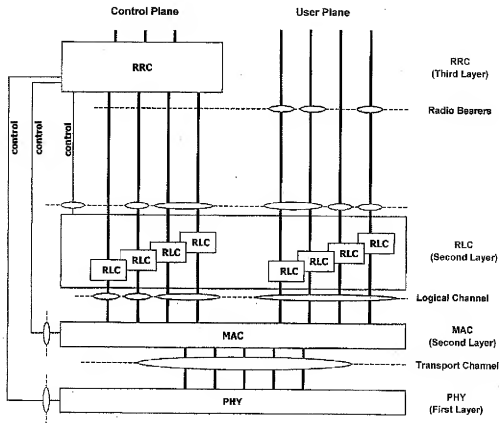 Control Plane
User Plane
RRC
RRC
(Third Layer)
Radio Bearers
control
control
control
RLC
RLC
RLC
RLC
RLC
RLC
RLC
RLC
RLC
(Second Layer)
Logical Channel
MAC
MAC
(Second Layer)
Transport Channel
PHY
PHY
(First Layer)